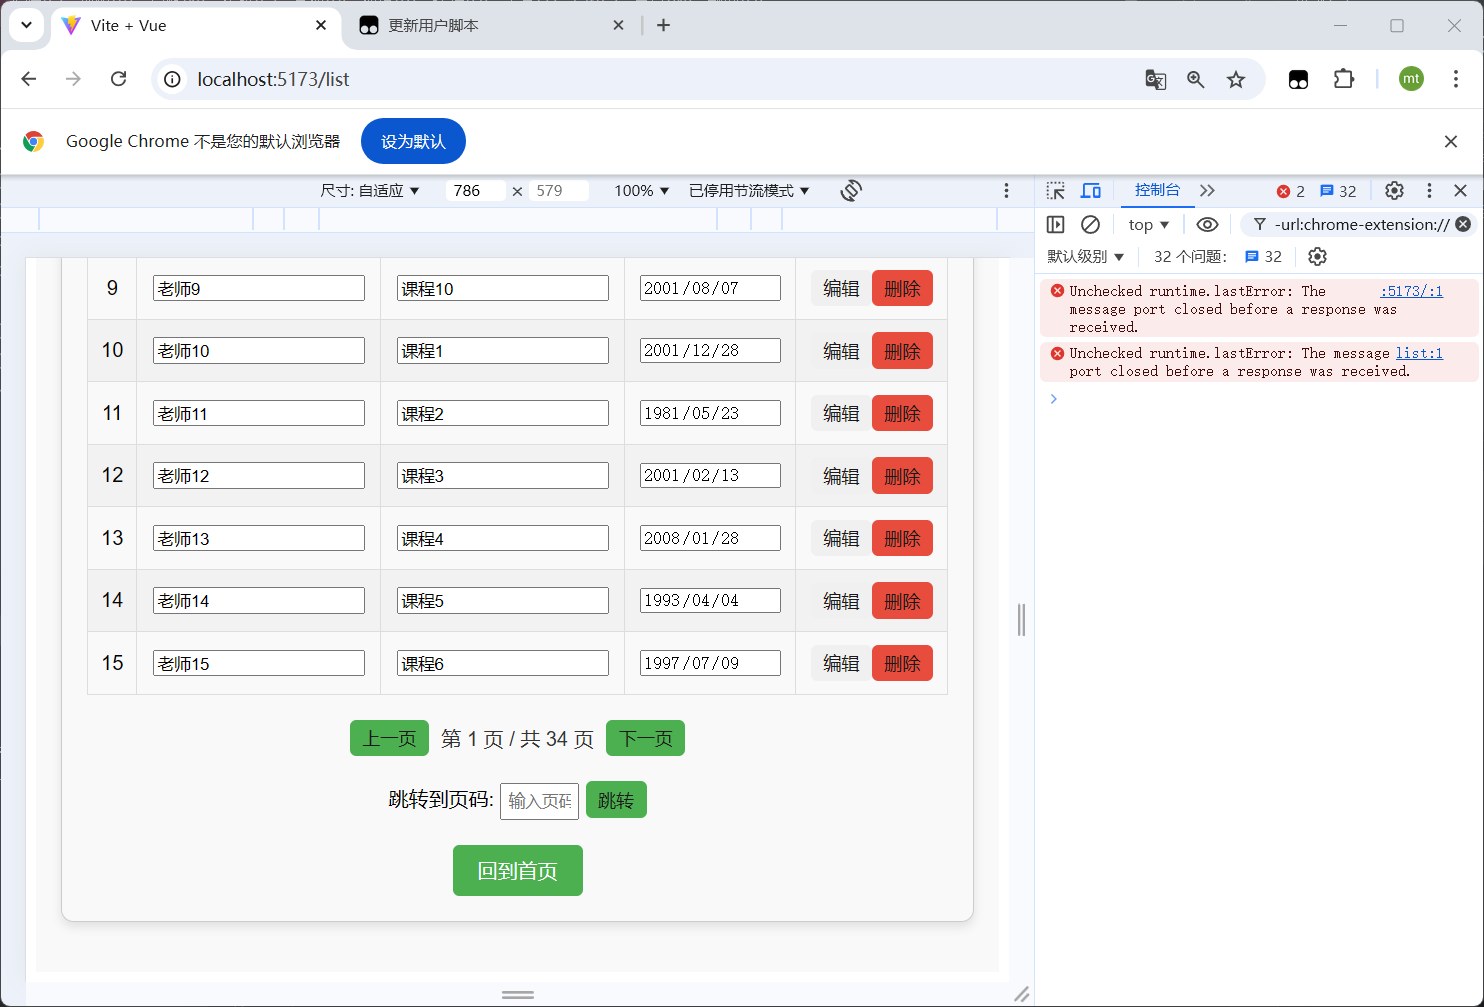 Vite + Vue
更新用户脚本
localhost:5173/list
mt
Google Chrome 不是您的默认浏览器
设为默认
尺寸: 自适应 786 × 579 100% 已停用节流模式
控制台 2 32
top -url:chrome-extension://
默认级别 32 个问题: 32
Unchecked runtime.lastError: The :5173/:1
message port closed before a response was
received.
Unchecked runtime.lastError: The message list:1
port closed before a response was received.
9 老师9 课程10 2001/08/07 编辑 删除
10 老师10 课程1 2001/12/28 编辑 删除
11 老师11 课程2 1981/05/23 编辑 删除
12 老师12 课程3 2001/02/13 编辑 删除
13 老师13 课程4 2008/01/28 编辑 删除
14 老师14 课程5 1993/04/04 编辑 删除
15 老师15 课程6 1997/07/09 编辑 删除
上一页 第 1 页 / 共 34 页 下一页
跳转到页码: 输入页码 跳转
回到首页